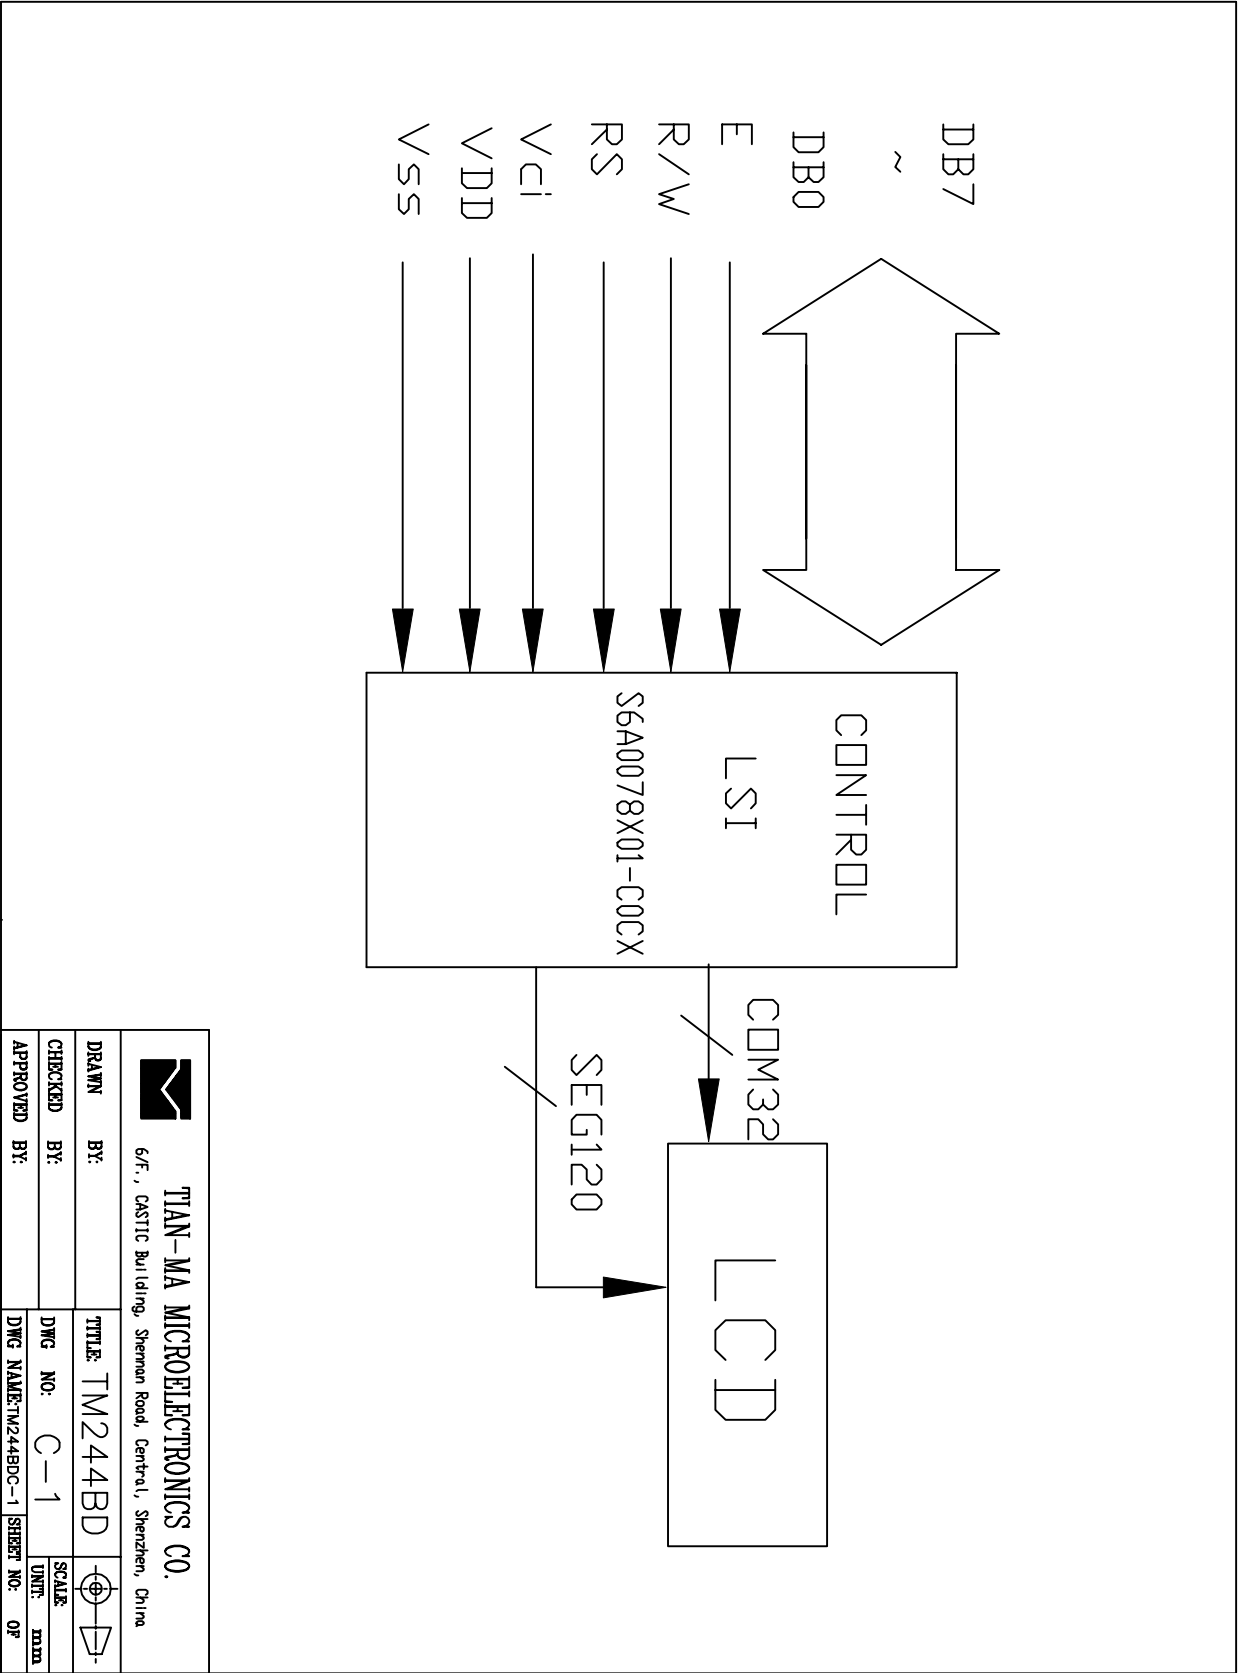 DB7
~
DB0
E
R/W
RS
Vci
VDD
Vss
CONTROL
LSI
S6A0078X01-C0CX
COM32
SEG120
LCD
TIAN-MA MICROELECTRONICS CO.
6/F., CASTIC Building, Shennan Road, Central, Shenzhen, China
DRAWN BY:
CHECKED BY:
APPROVED BY:
TITLE: TM244BD
DWG NO: C-1
SCALE:
UNIT: mm
DWG NAME:TM244BDC-1
SHEET NO: OF